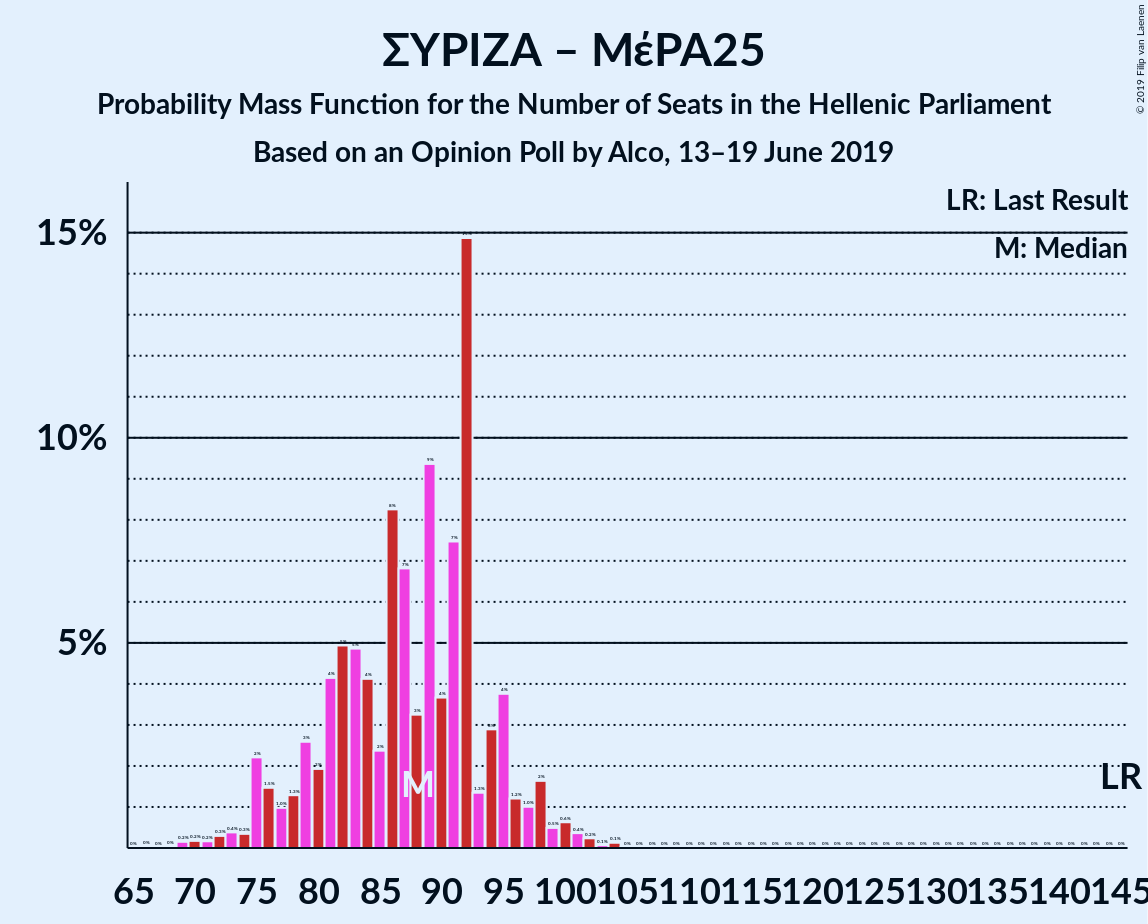 ΣΥΡΙΖΑ – ΜέΡΑ25
Probability Mass Function for the Number of Seats in the Hellenic Parliament
Based on an Opinion Poll by Alco, 13–19 June 2019
© 2019 Filip van Laenen
LR: Last Result
M: Median
15%
10%
5%
M
LR
65 70 75 80 85 90 95 100 105 110 115 120 125 130 135 140 145